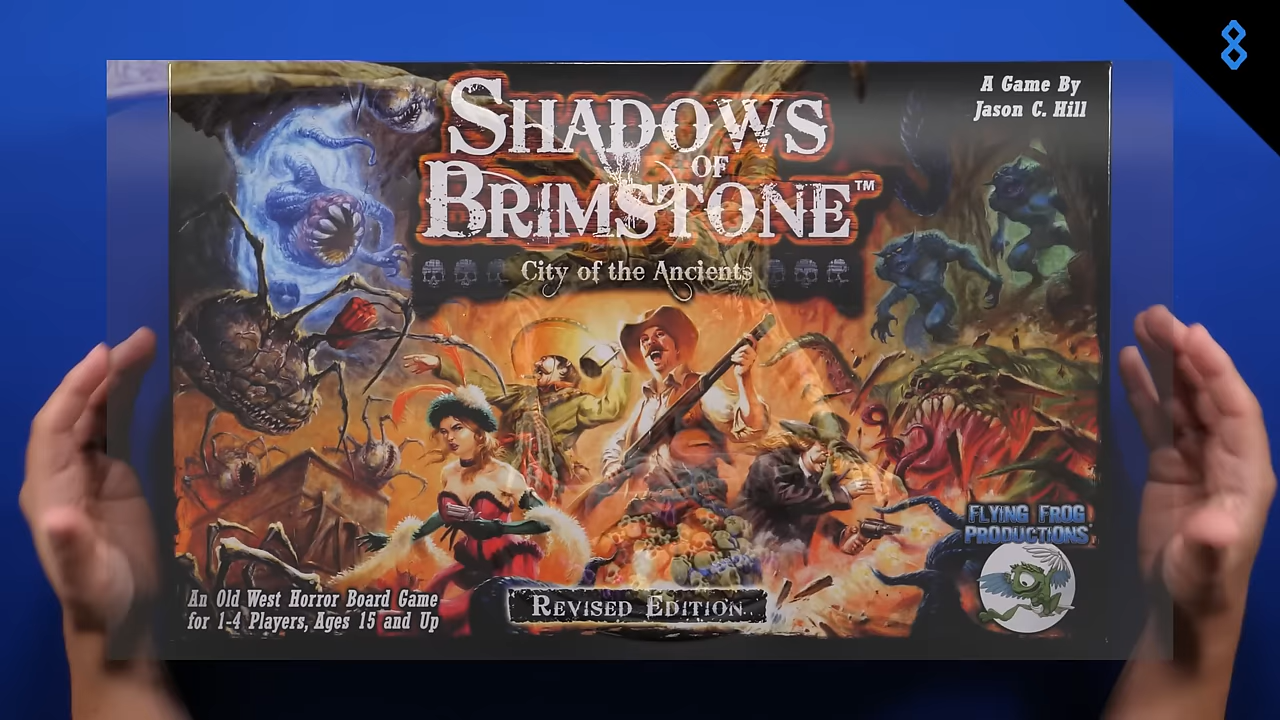 A Game By
Jason C. Hill
SHADOWS
OF
BRIMSTONE™
City of the Ancients
FLYING FROG
PRODUCTIONS
An Old West Horror Board Game
for 1-4 Players, Ages 15 and Up
REVISED EDITION
8